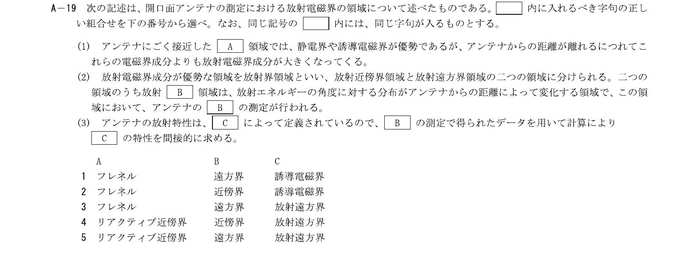 A-19 次の記述は、開口面アンテナの測定における放射電磁界の領域について述べたものである。 内に入れるべき字句の正し
い組合せを下の番号から選べ。なお、同じ記号の 内には、同じ字句が入るものとする。
(1) アンテナにごく接近した A 領域では、静電界や誘導電磁界が優勢であるが、アンテナからの距離が離れるにつれてこ
れらの電磁界成分よりも放射電磁界成分が大きくなってくる。
(2) 放射電磁界成分が優勢な領域を放射界領域といい、放射近傍界領域と放射遠方界領域の二つの領域に分けられる。二つの
領域のうち放射 B 領域は、放射エネルギーの角度に対する分布がアンテナからの距離によって変化する領域で、この領
域において、アンテナの B の測定が行われる。
(3) アンテナの放射特性は、 C によって定義されているので、 B の測定で得られたデータを用いて計算により
C の特性を間接的に求める。
A B C
1 フレネル 遠方界 誘導電磁界
2 フレネル 近傍界 誘導電磁界
3 フレネル 遠方界 放射遠方界
4 リアクティブ近傍界 近傍界 放射遠方界
5 リアクティブ近傍界 遠方界 放射遠方界